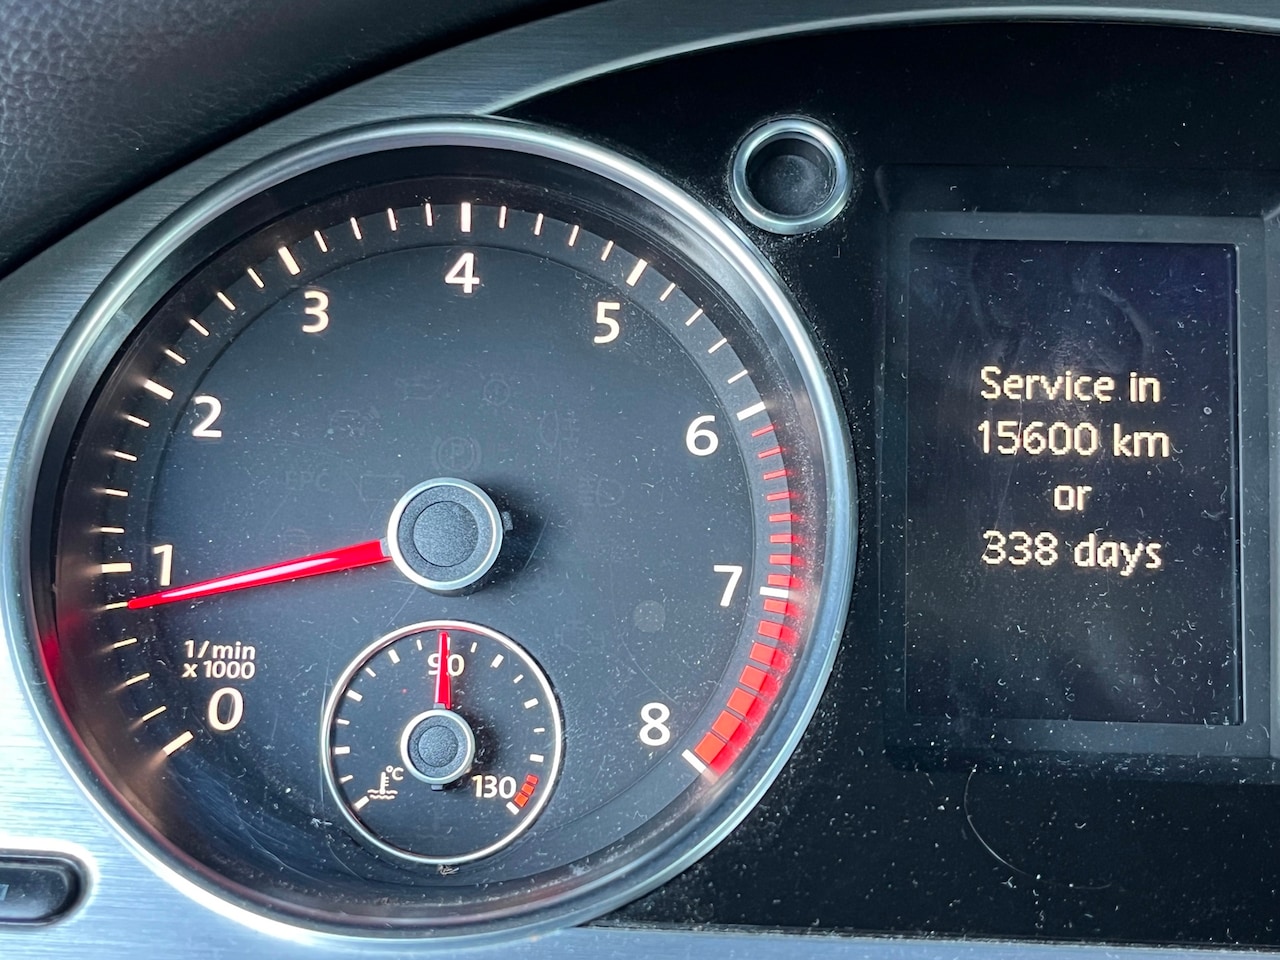 4
3
5
2
6
1
7
1/min
x 1000
0
8
90
°C
130
Service in
15600 km
or
338 days
EPC
P